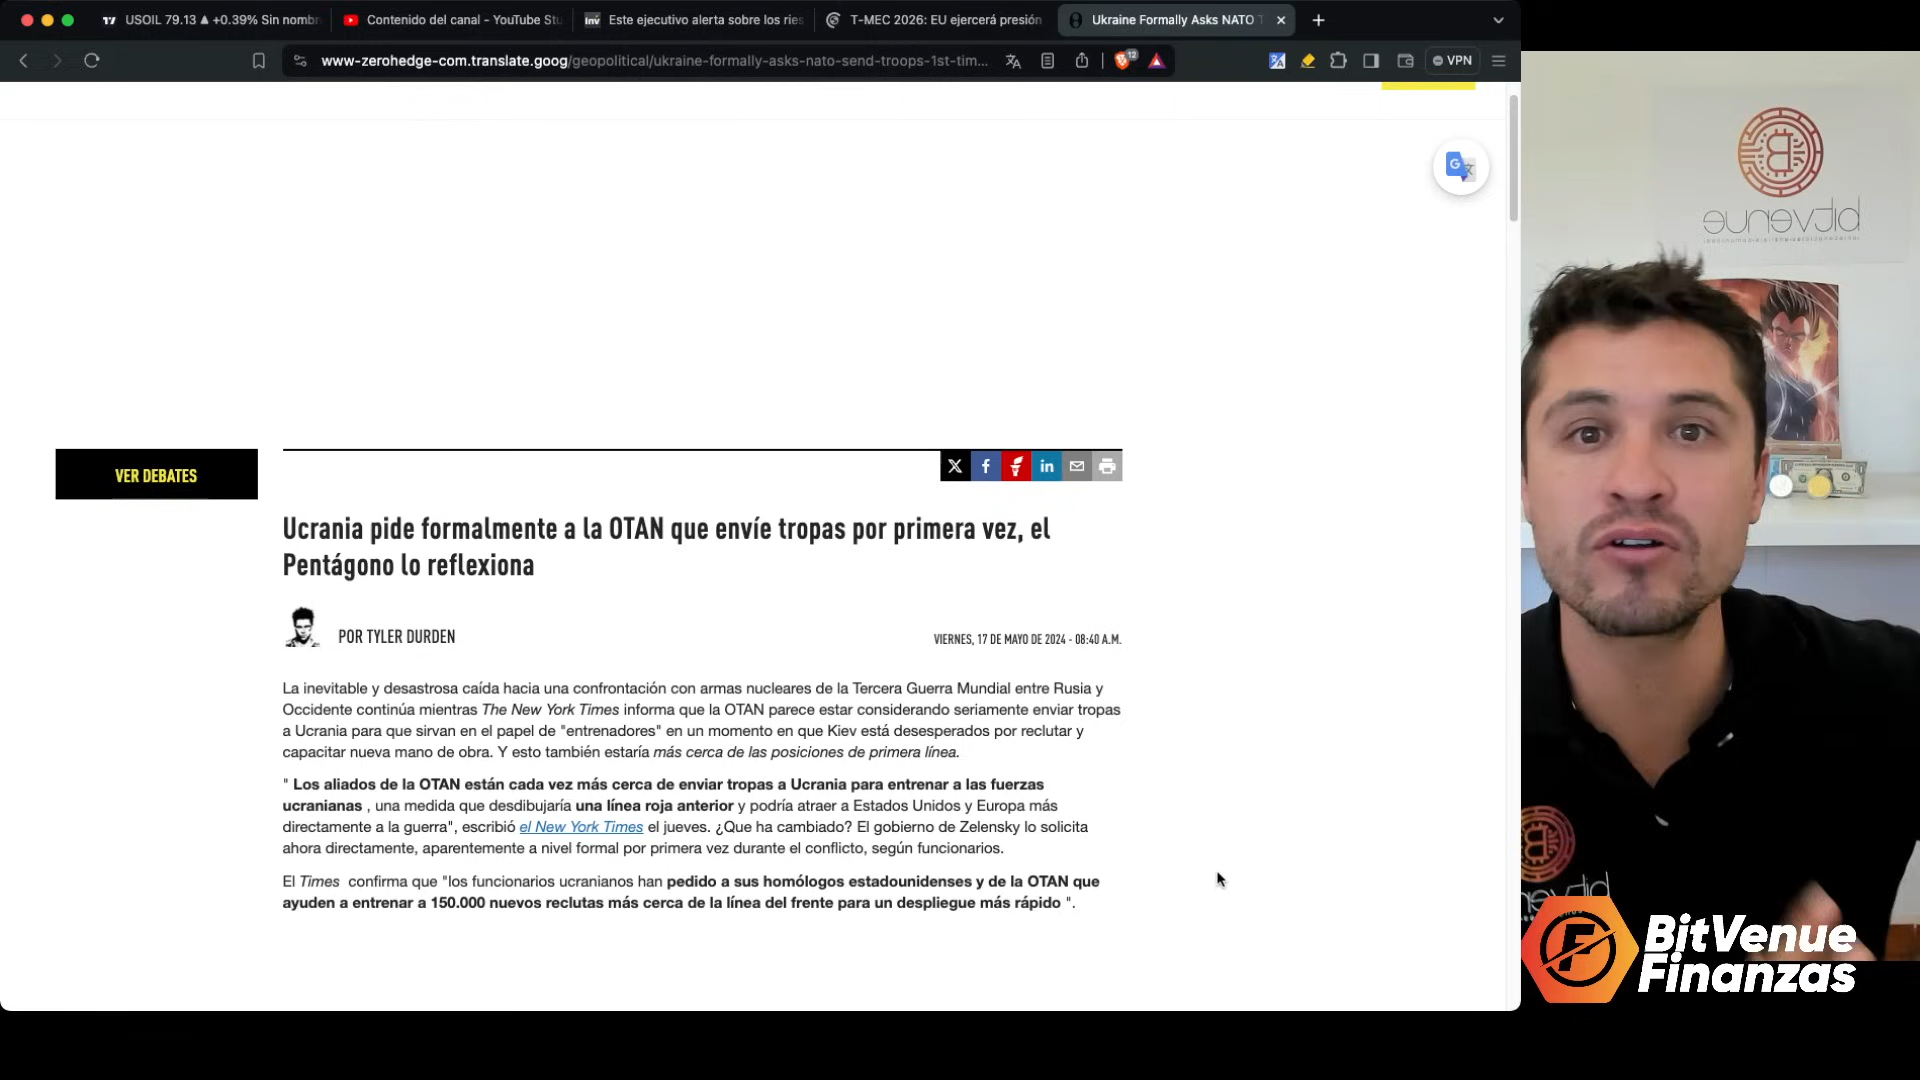 USOIL 79.13 ▲ +0.39% Sin nomb
Contenido del canal - YouTube Stu
Este ejecutivo alerta sobre los ries
T-MEC 2026: EU ejercerá presión
Ukraine Formally Asks NATO T
www-zerohedge-com.translate.goog/geopolitical/ukraine-formally-asks-nato-send-troops-1st-tim...
12
VPN
VER DEBATES
Ucrania pide formalmente a la OTAN que envíe tropas por primera vez, el
Pentágono lo reflexiona
POR TYLER DURDEN
VIERNES, 17 DE MAYO DE 2024 - 08:40 A.M.
La inevitable y desastrosa caída hacia una confrontación con armas nucleares de la Tercera Guerra Mundial entre Rusia y
Occidente continúa mientras The New York Times informa que la OTAN parece estar considerando seriamente enviar tropas
a Ucrania para que sirvan en el papel de "entrenadores" en un momento en que Kiev está desesperados por reclutar y
capacitar nueva mano de obra. Y esto también estaría más cerca de las posiciones de primera línea.
" Los aliados de la OTAN están cada vez más cerca de enviar tropas a Ucrania para entrenar a las fuerzas
ucranianas , una medida que desdibujaría una línea roja anterior y podría atraer a Estados Unidos y Europa más
directamente a la guerra", escribió el New York Times el jueves. ¿Que ha cambiado? El gobierno de Zelensky lo solicita
ahora directamente, aparentemente a nivel formal por primera vez durante el conflicto, según funcionarios.
El Times confirma que "los funcionarios ucranianos han pedido a sus homólogos estadounidenses y de la OTAN que
ayuden a entrenar a 150.000 nuevos reclutas más cerca de la línea del frente para un despliegue más rápido ".
bitvenue
bitvenue
BitVenue
Finanzas